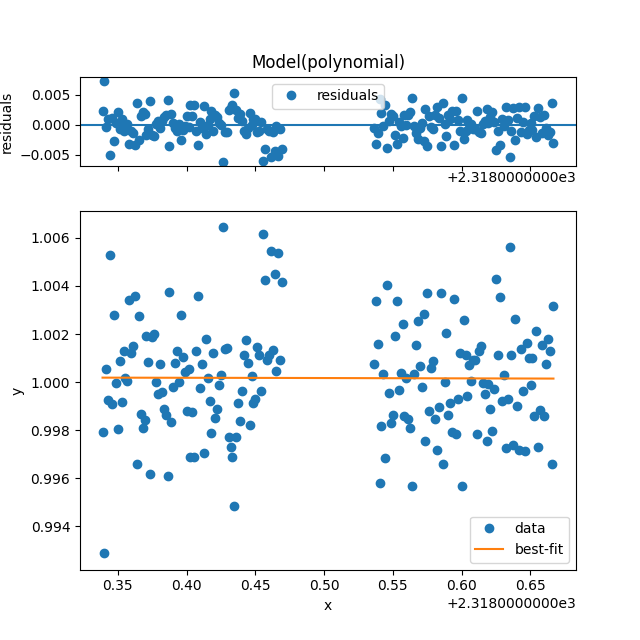 Model(polynomial)
residuals
0.005
0.000
−0.005
residuals
+2.3180000000e3
y
1.006
1.004
1.002
1.000
0.998
0.996
0.994
data
best-fit
0.35 0.40 0.45 0.50 0.55 0.60 0.65
x
+2.3180000000e3